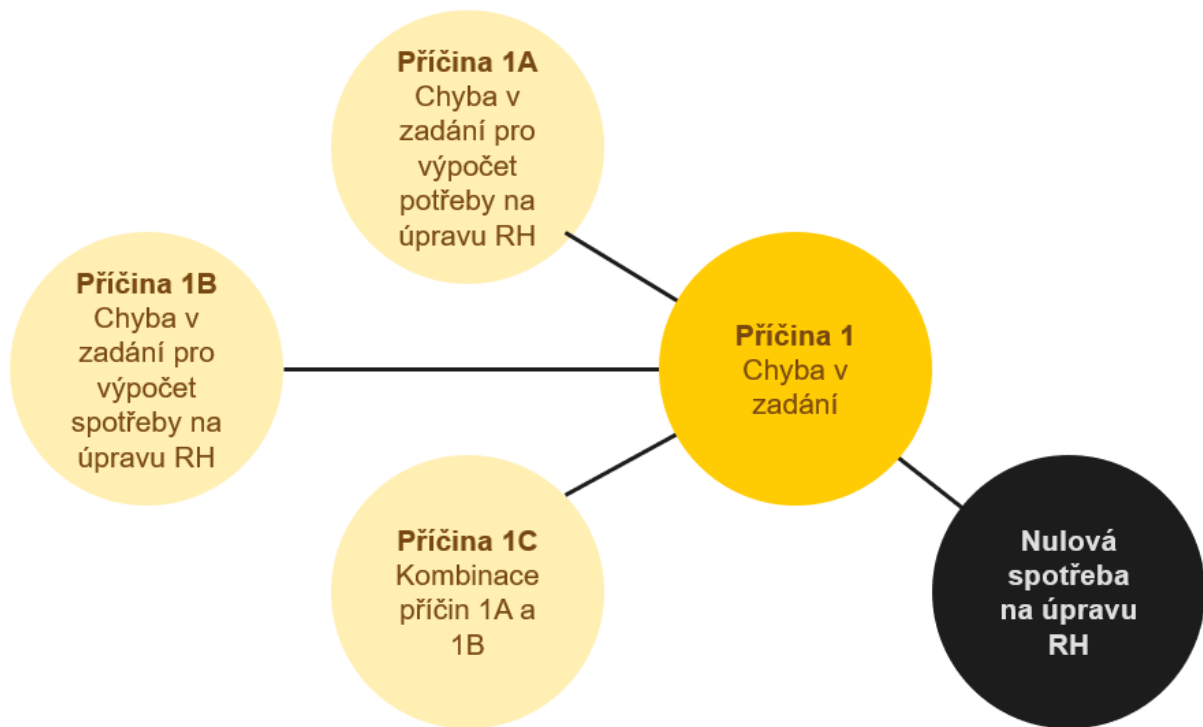 Příčina 1A
Chyba v
zadání pro
výpočet
potřeby na
úpravu RH
Příčina 1B
Chyba v
zadání pro
výpočet
spotřeby na
úpravu RH
Příčina 1
Chyba v
zadání
Příčina 1C
Kombinace
příčin 1A a
1B
Nulová
spotřeba
na úpravu
RH